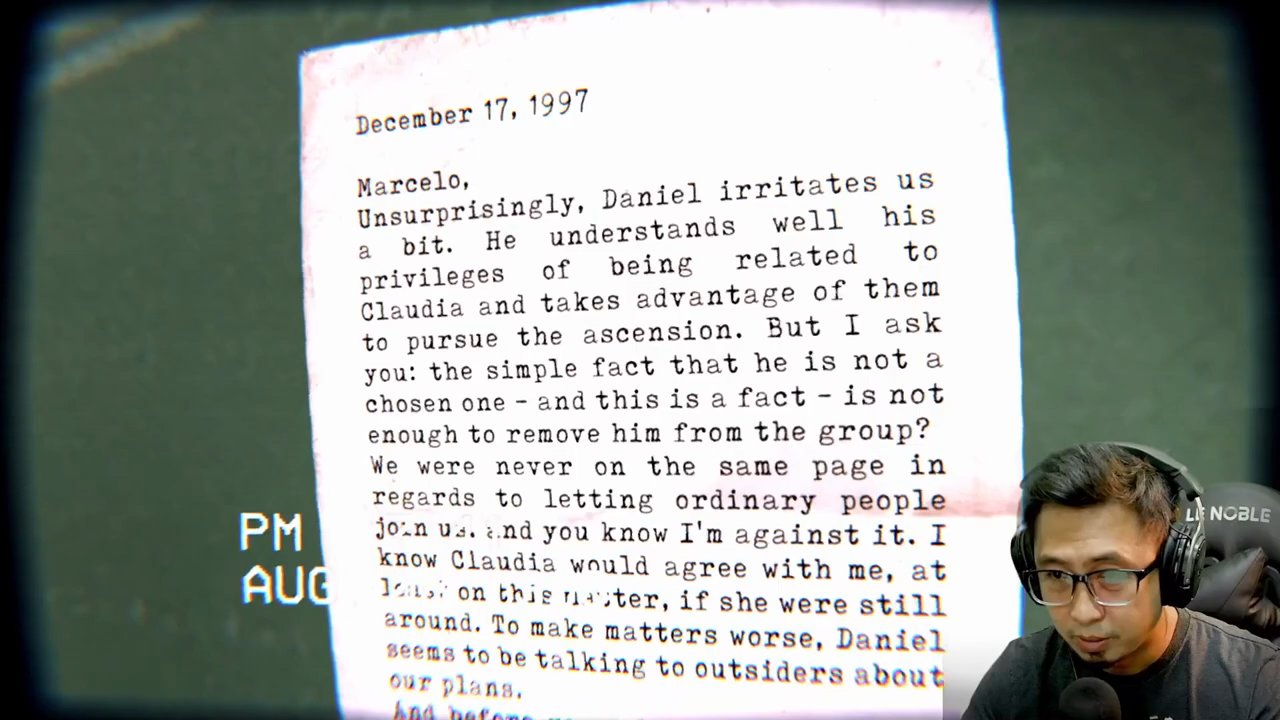 December 17, 1997
Marcelo,
Unsurprisingly, Daniel irritates us
a bit. He understands well his
privileges of being related to
Claudia and takes advantage of them
to pursue the ascension. But I ask
you: the simple fact that he is not a
chosen one - and this is a fact - is not
enough to remove him from the group?
We were never on the same page in
regards to letting ordinary people
join us. And you know I'm against it. I
know Claudia would agree with me, at
least on this matter, if she were still
around. To make matters worse, Daniel
seems to be talking to outsiders about
our plans.
And before
PM
AUG
NOBLE